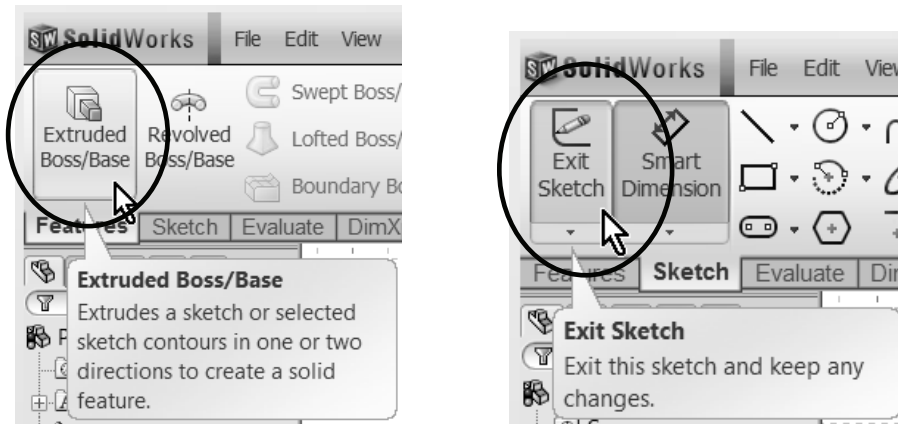 SolidWorks File Edit View
Extruded
Boss/Base
Revolved
Boss/Base
Swept Boss/
Lofted Boss/
Boundary Bo
Features Sketch Evaluate DimX
Extruded Boss/Base
Extrudes a sketch or selected
sketch contours in one or two
directions to create a solid
feature.
SolidWorks File Edit View
Exit
Sketch
Smart
Dimension
Features Sketch Evaluate Dir
Exit Sketch
Exit this sketch and keep any
changes.